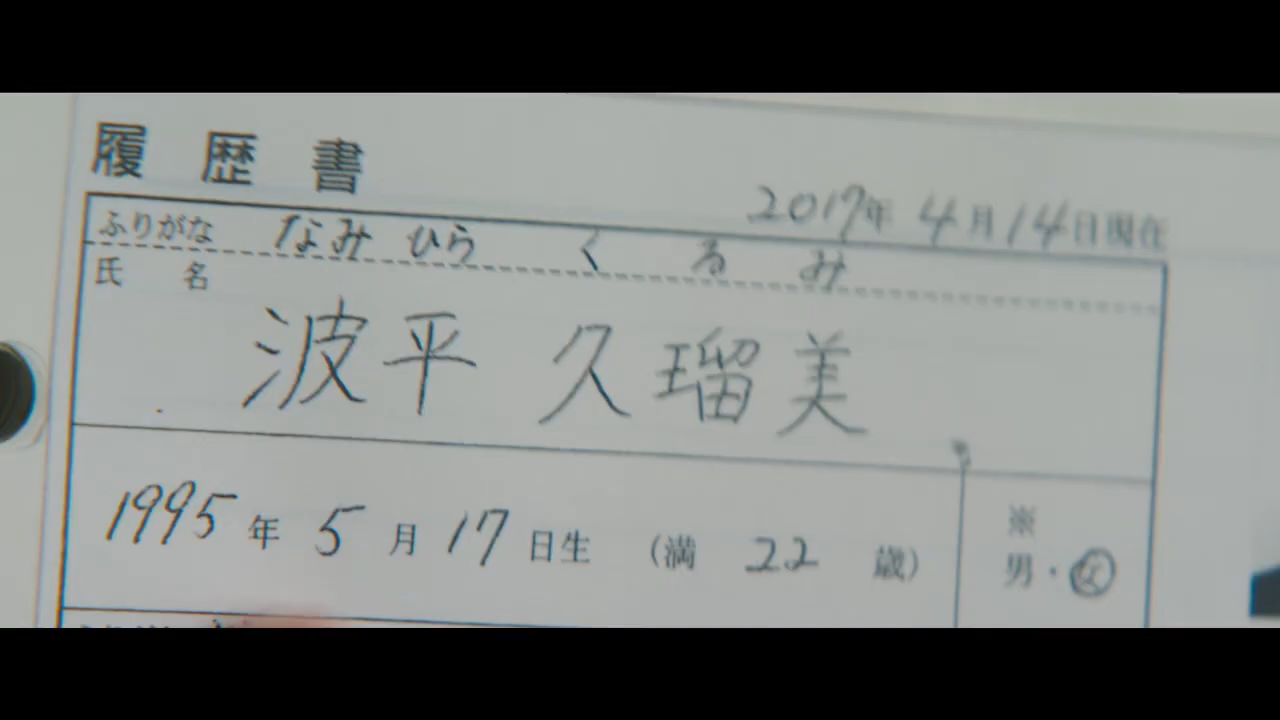 履歴書
2017年 4月14日現在
ふりがな なみひら くるみ
氏名 波平 久瑠美
1995年 5月17日生 (満 22 歳)
※
男・女